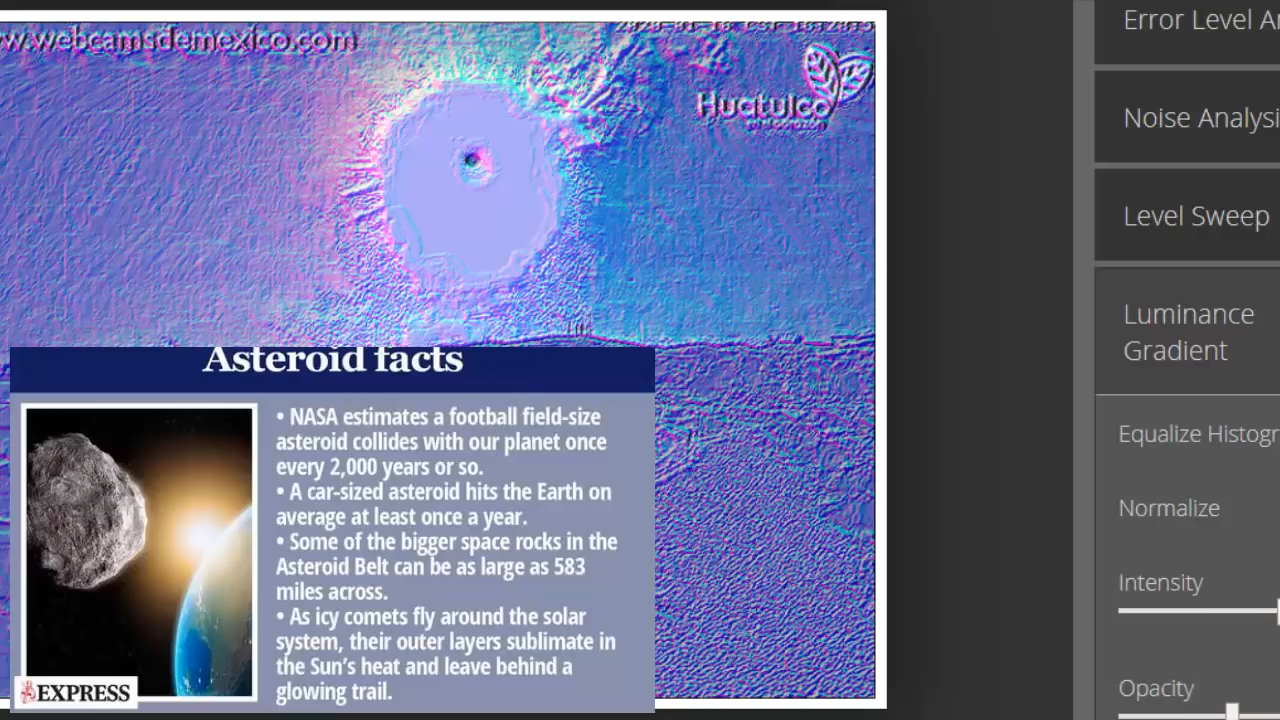 w.webcamsdemexico.com
Huatulco
Asteroid facts
• NASA estimates a football field-size
asteroid collides with our planet once
every 2,000 years or so.
• A car-sized asteroid hits the Earth on
average at least once a year.
• Some of the bigger space rocks in the
Asteroid Belt can be as large as 583
miles across.
• As icy comets fly around the solar
system, their outer layers sublimate in
the Sun's heat and leave behind a
glowing trail.
EXPRESS
Error Level A
Noise Analysi
Level Sweep
Luminance
Gradient
Equalize Histogr
Normalize
Intensity
Opacity